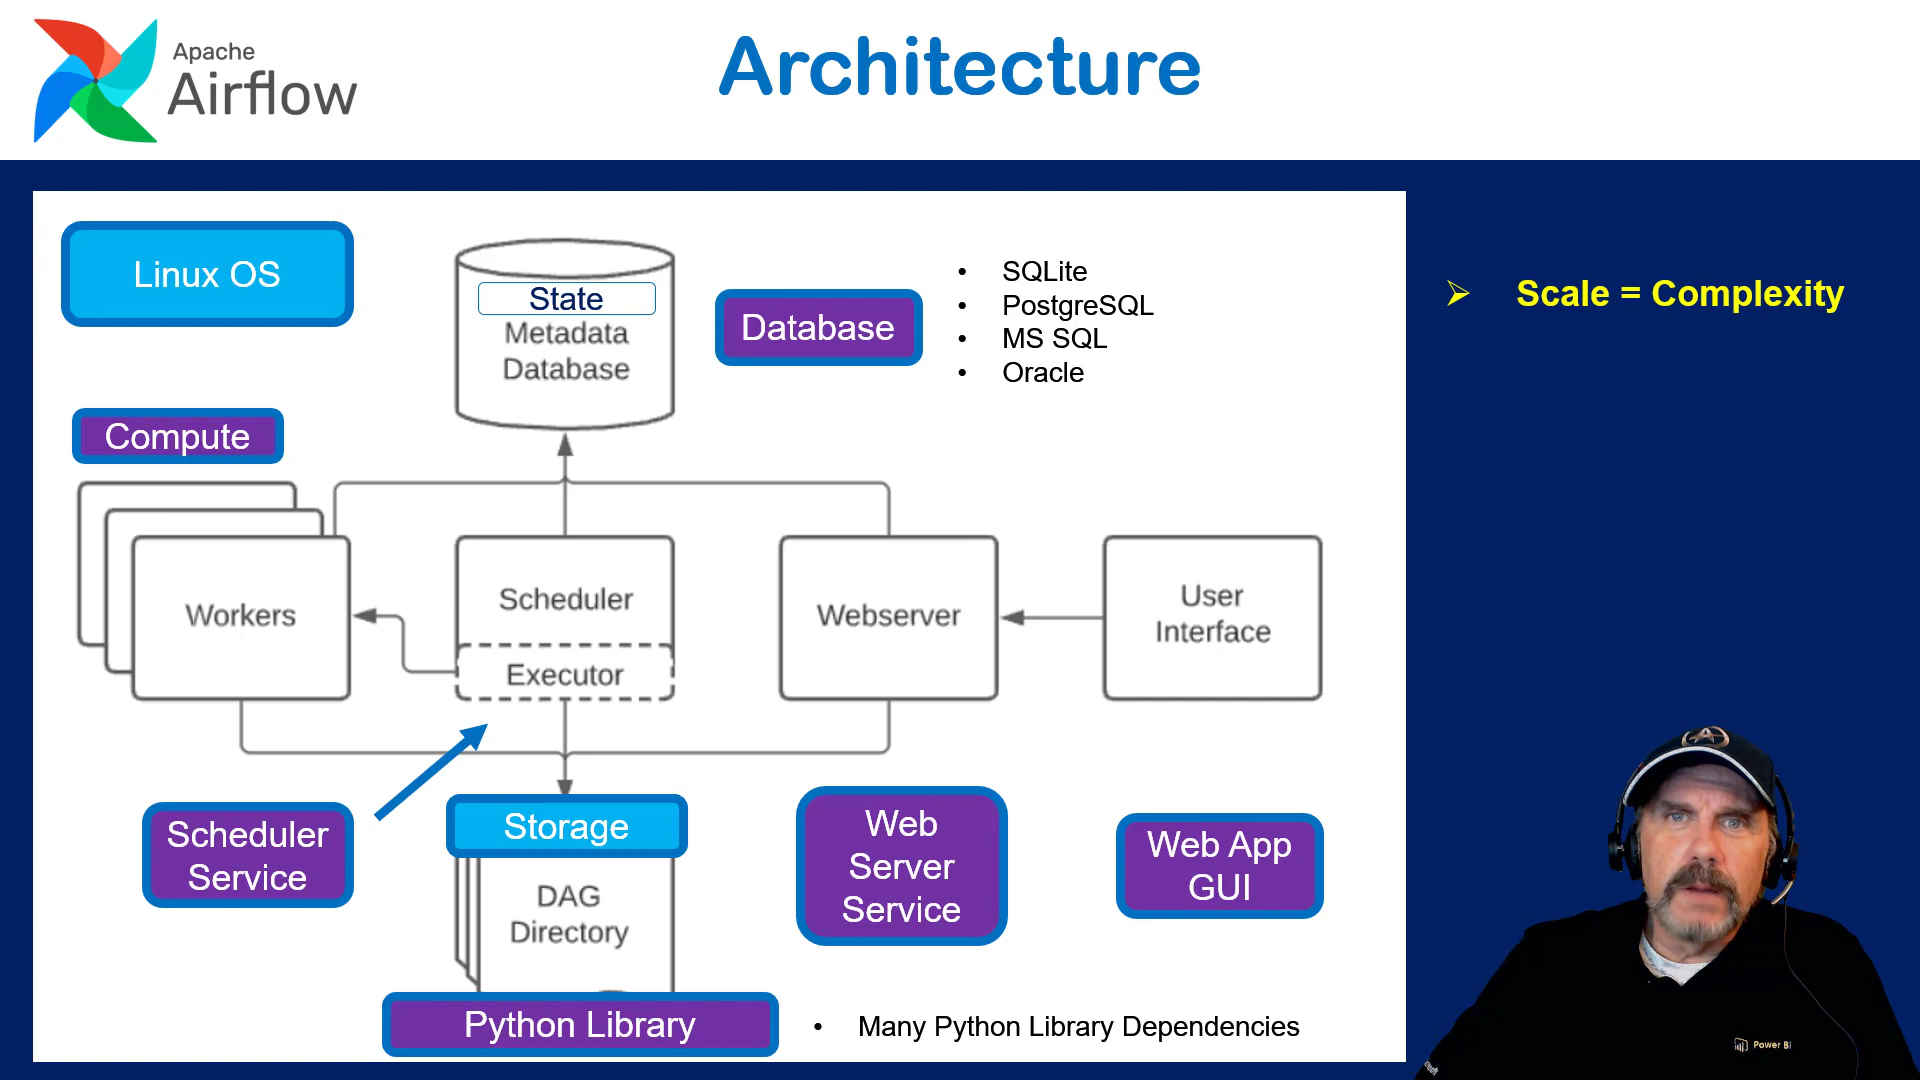 Apache
Airflow
Architecture
Linux OS
State
Metadata
Database
Database
• SQLite
• PostgreSQL
• MS SQL
• Oracle
➢ Scale = Complexity
Compute
Workers
Scheduler
Executor
Webserver
User
Interface
Scheduler
Service
Storage
DAG
Directory
Web
Server
Service
Web App
GUI
Python Library
• Many Python Library Dependencies
Power BI